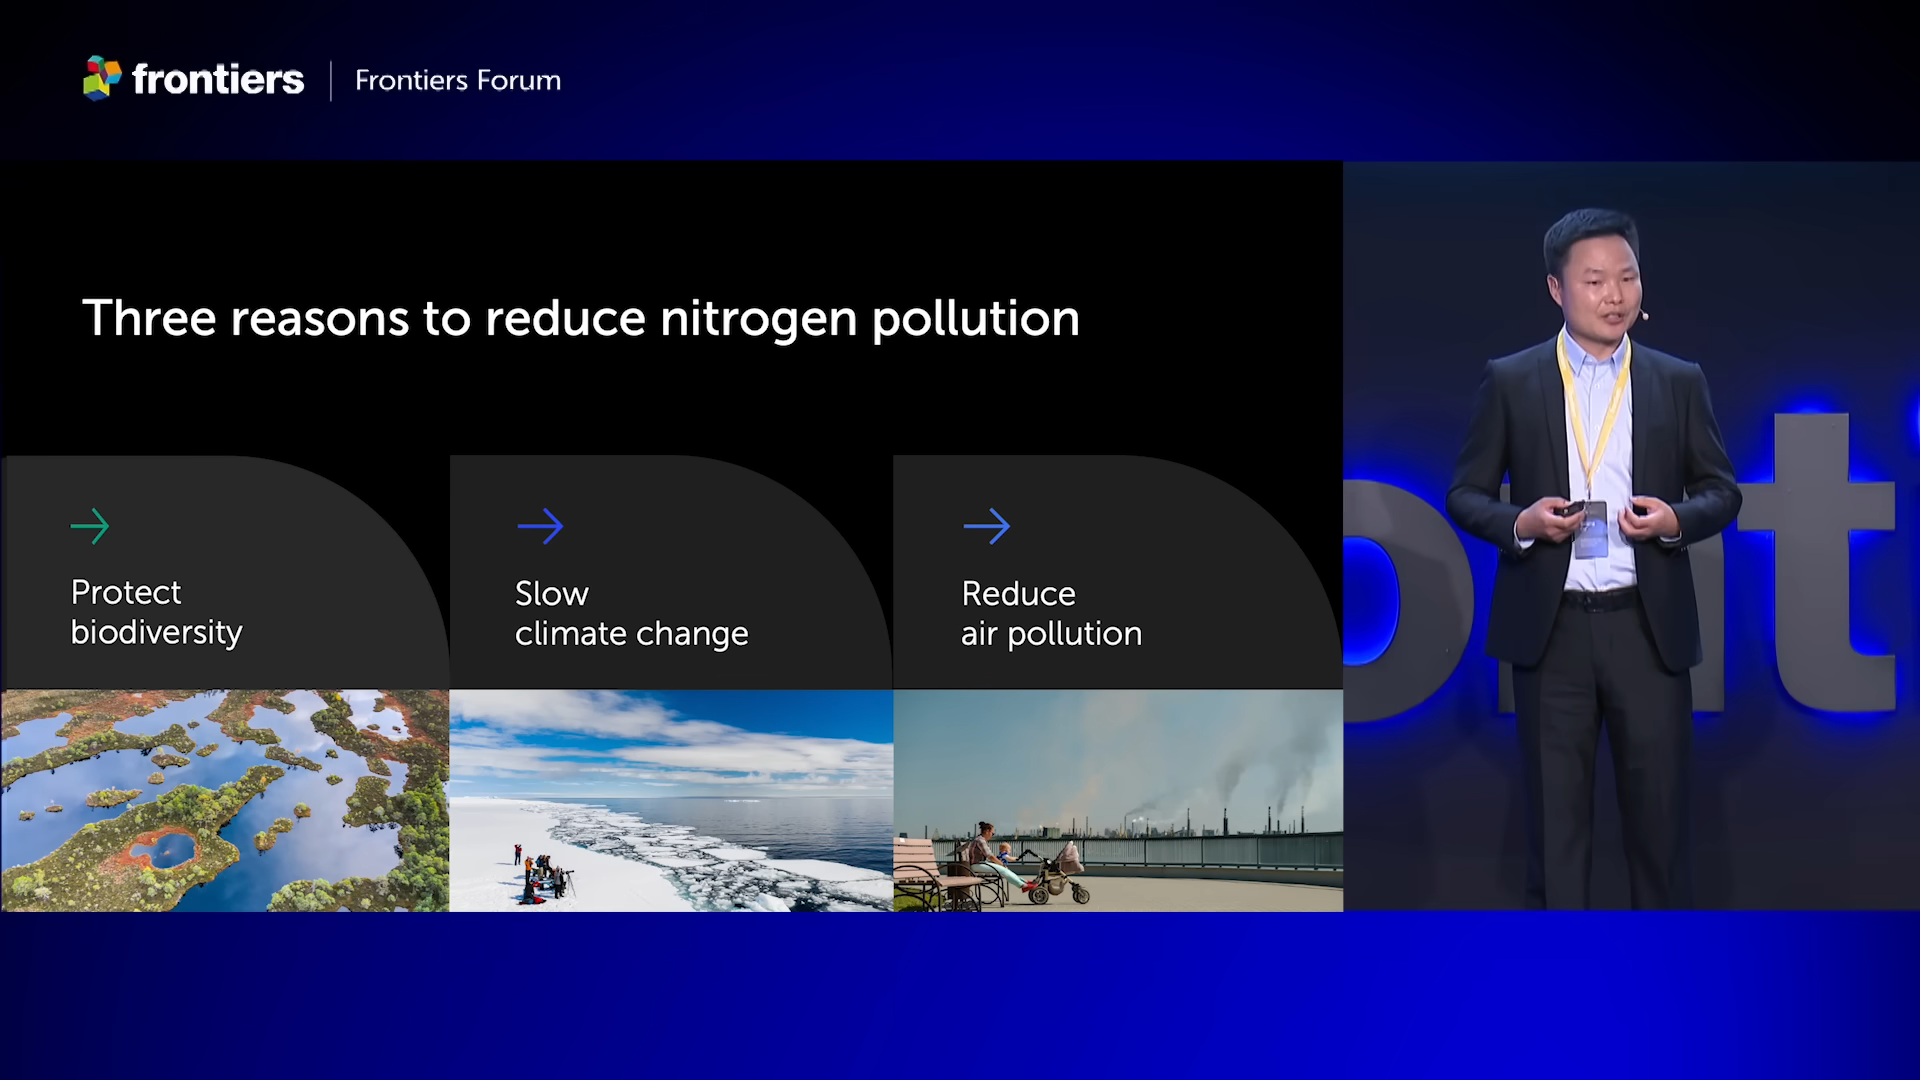 frontiers | Frontiers Forum
Three reasons to reduce nitrogen pollution
Protect
biodiversity
Slow
climate change
Reduce
air pollution